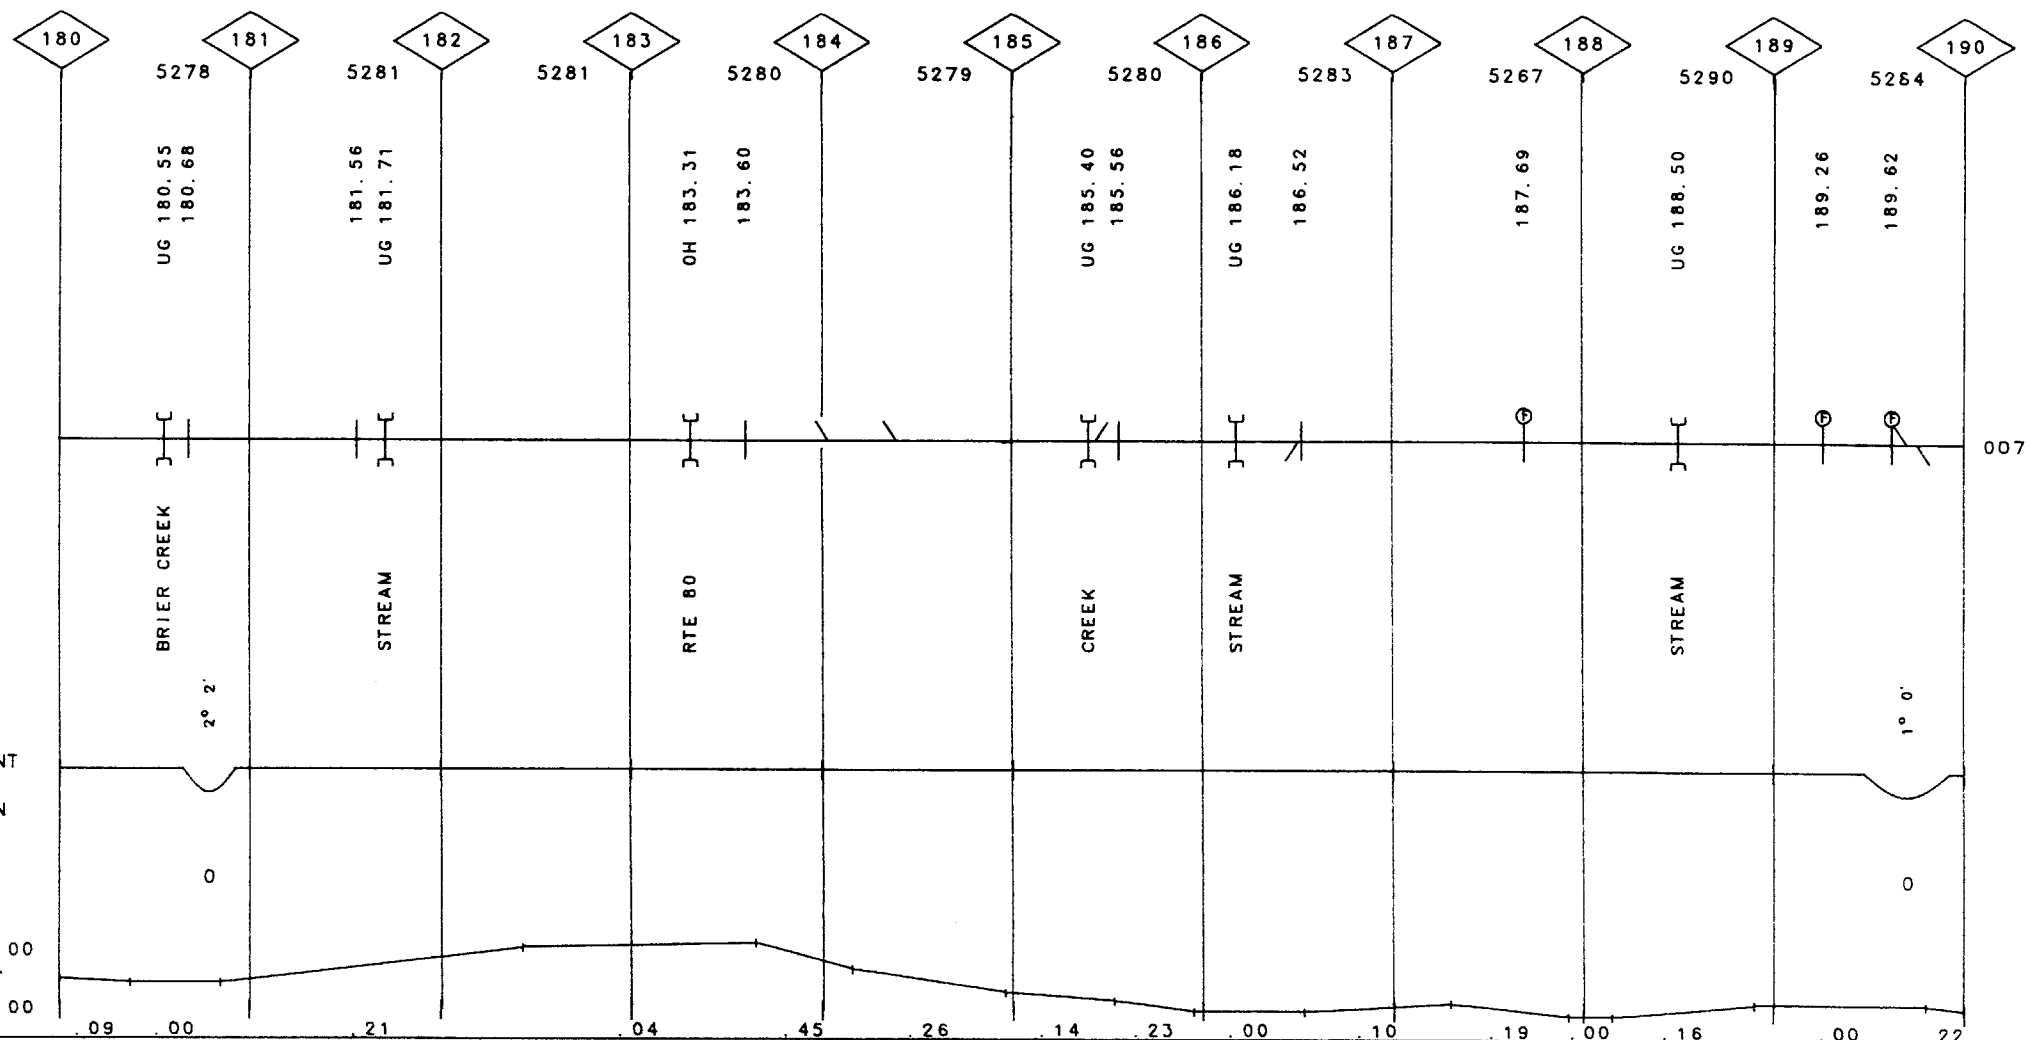 180 181 182 183 184 185 186 187 188 189 190
5278 5281 5281 5280 5279 5280 5283 5267 5290 5284
UG 180.55
180.68
181.56
UG 181.71
OH 183.31
183.60
UG 185.40
185.56
UG 186.18
186.52
187.69
UG 188.50
189.26
189.62
F F F
007
BRIER CREEK
STREAM
RTE 80
CREEK
STREAM
STREAM
2° 2'
1° 0'
NT
N
0 0
00
00
.09 .00 .21 .04 .45 .26 .14 .23 .00 .10 .19 .00 .16 .00 .22